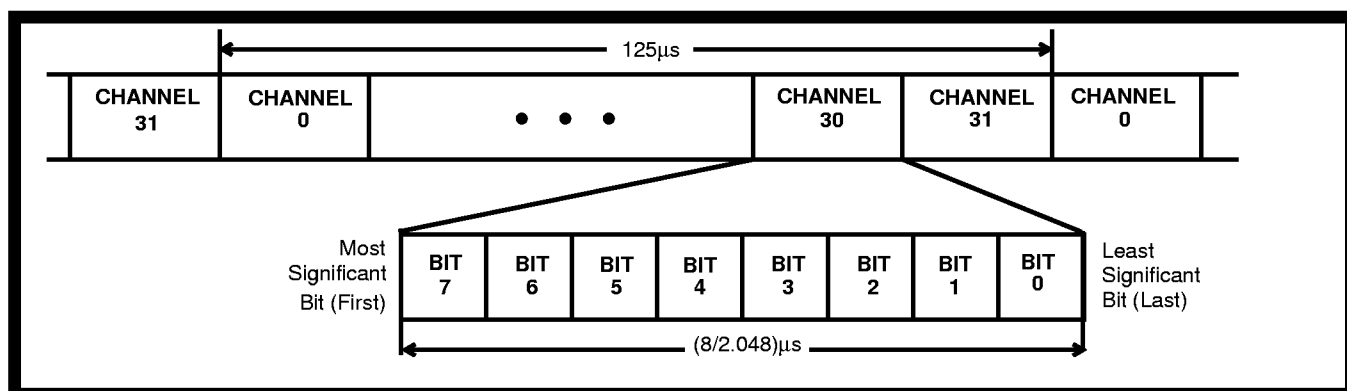 125μs
CHANNEL
31
CHANNEL
0
CHANNEL
30
CHANNEL
31
CHANNEL
0
Most
Significant
Bit (First)
BIT
7
BIT
6
BIT
5
BIT
4
BIT
3
BIT
2
BIT
1
BIT
0
Least
Significant
Bit (Last)
(8/2.048)μs